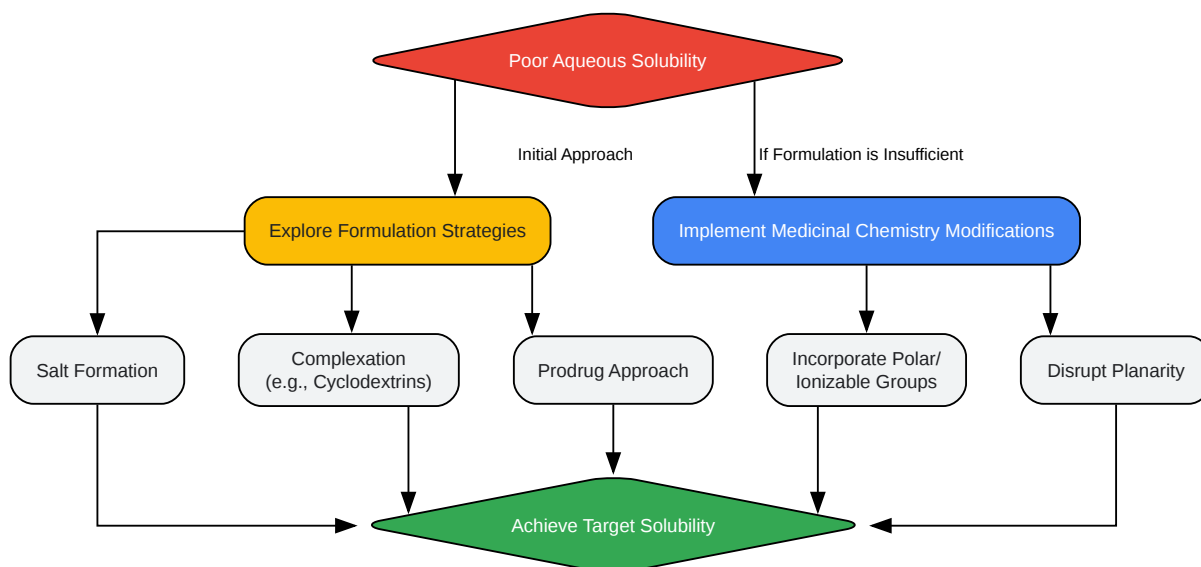 Poor Aqueous Solubility
Initial Approach
If Formulation is Insufficient
Explore Formulation Strategies
Implement Medicinal Chemistry Modifications
Salt Formation
Complexation
(e.g., Cyclodextrins)
Prodrug Approach
Incorporate Polar/
Ionizable Groups
Disrupt Planarity
Achieve Target Solubility